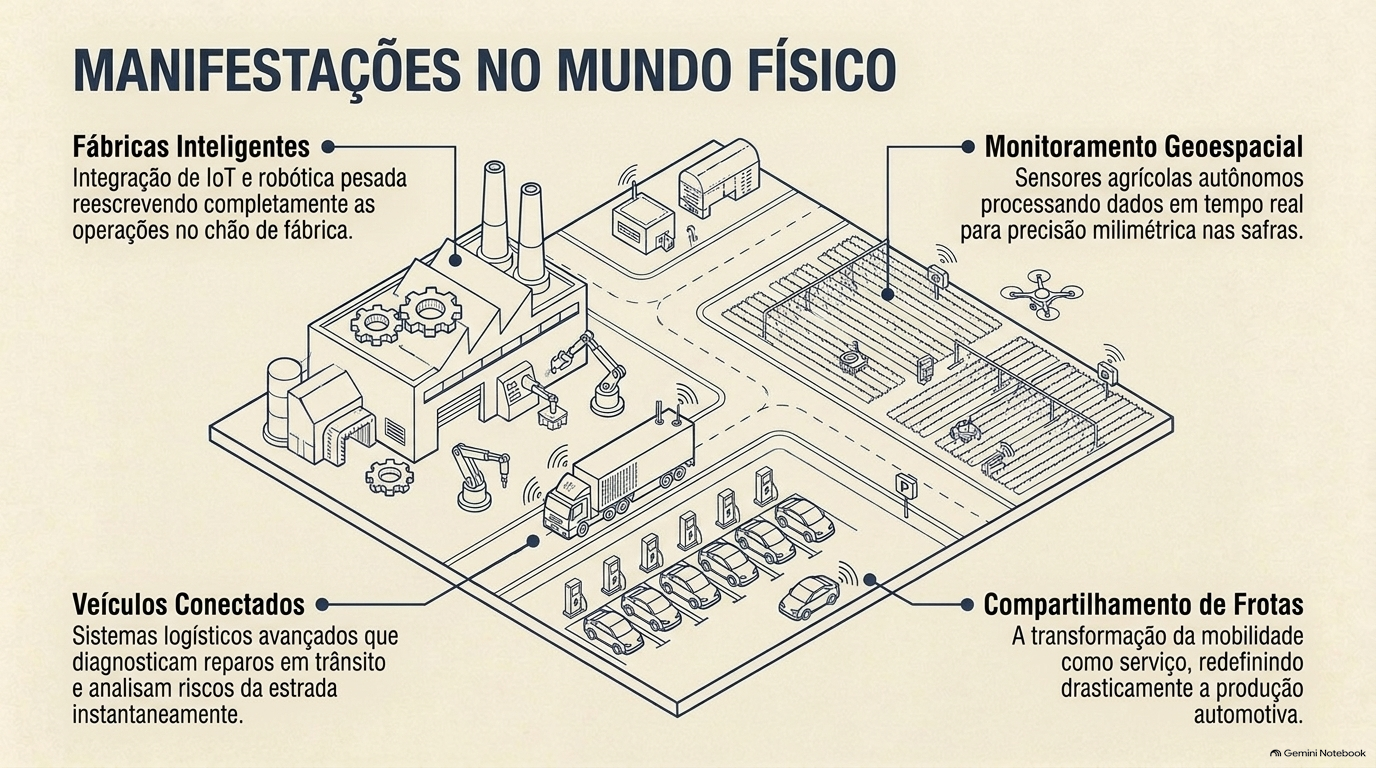 MANIFESTAÇÕES NO MUNDO FÍSICO
Fábricas Inteligentes
Integração de IoT e robótica pesada
reescrevendo completamente as
operações no chão de fábrica.
Monitoramento Geoespacial
Sensores agrícolas autônomos
processando dados em tempo real
para precisão milimétrica nas safras.
P
Veículos Conectados
Sistemas logísticos avançados que
diagnosticam reparos em trânsito
e analisam riscos da estrada
instantaneamente.
Compartilhamento de Frotas
A transformação da mobilidade
como serviço, redefinindo
drasticamente a produção
automotiva.
Gemini Notebook